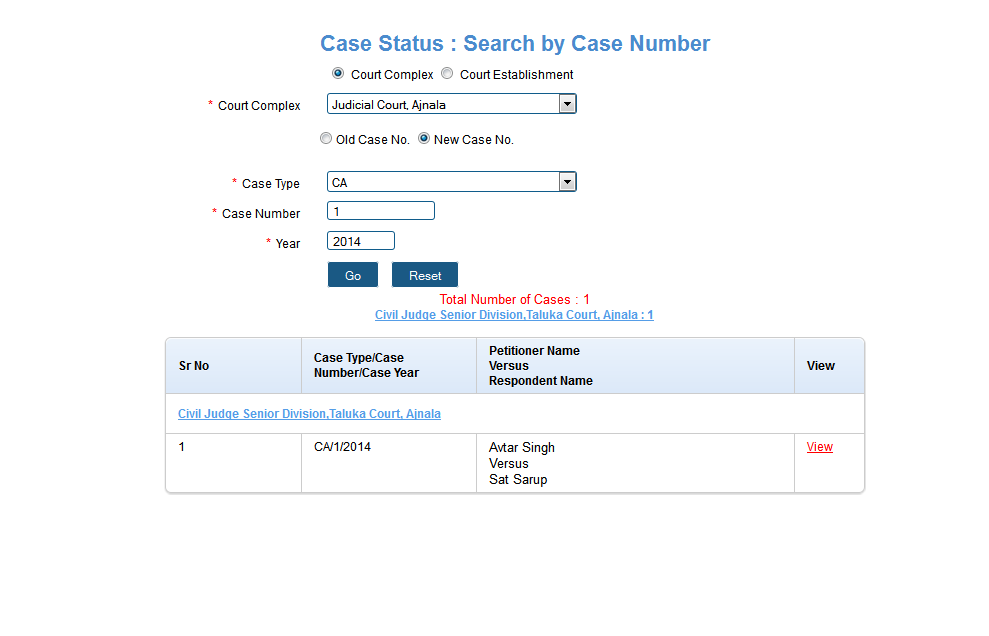 Case Status : Search by Case Number
Court Complex Court Establishment
* Court Complex Judicial Court, Ajnala
Old Case No. New Case No.
* Case Type CA
* Case Number 1
* Year 2014
Go Reset
Total Number of Cases : 1
Civil Judge Senior Division,Taluka Court, Ajnala : 1
Sr No
Case Type/Case
Number/Case Year
Petitioner Name
Versus
Respondent Name
View
Civil Judge Senior Division,Taluka Court, Ajnala
1
CA/1/2014
Avtar Singh
Versus
Sat Sarup
View